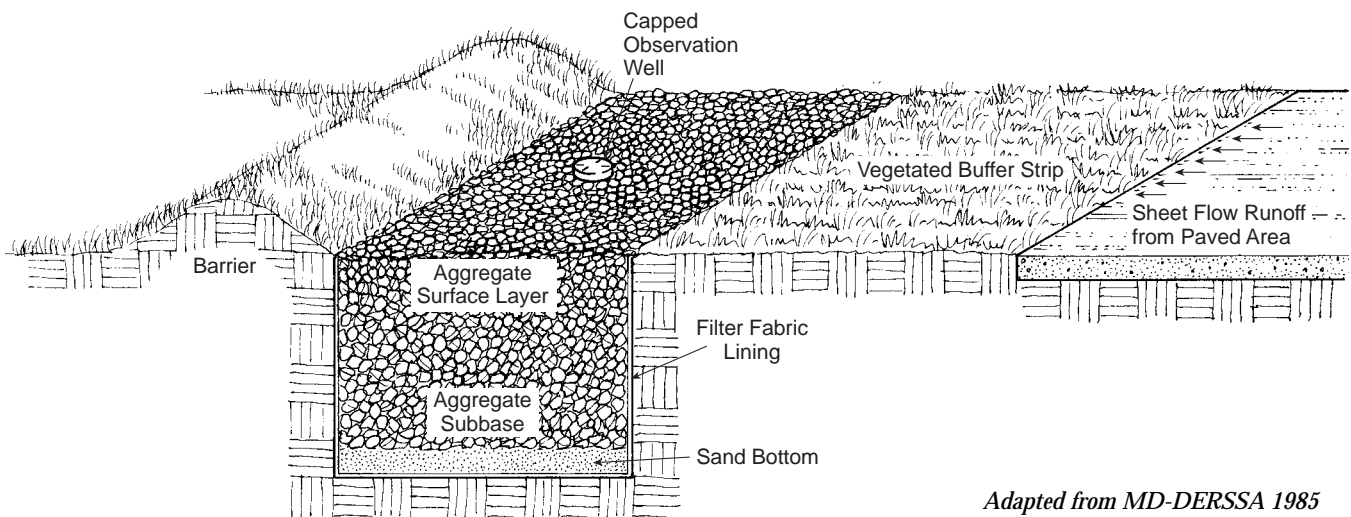 Capped
Observation
Well
Vegetated Buffer Strip
Sheet Flow Runoff
from Paved Area
Barrier
Aggregate
Surface Layer
Filter Fabric
Lining
Aggregate
Subbase
Sand Bottom
Adapted from MD-DERSSA 1985